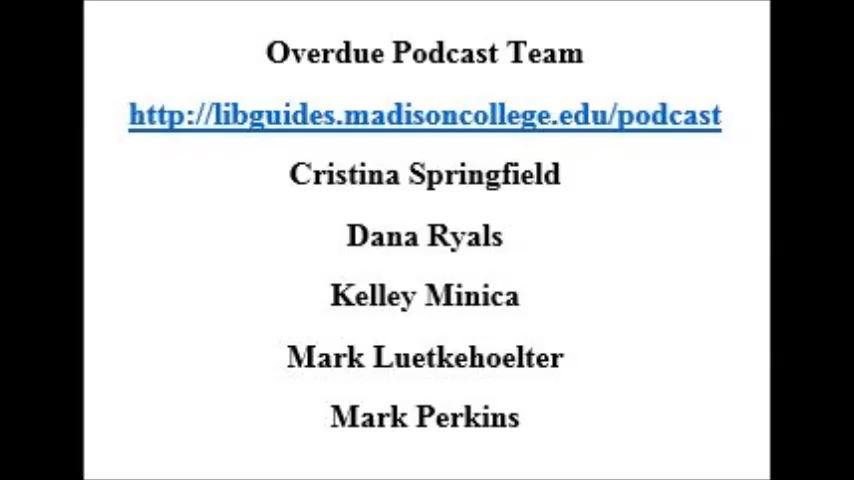 Overdue Podcast Team
http://libguides.madisoncollege.edu/podcast
Cristina Springfield
Dana Ryals
Kelley Minica
Mark Luetkehoelter
Mark Perkins